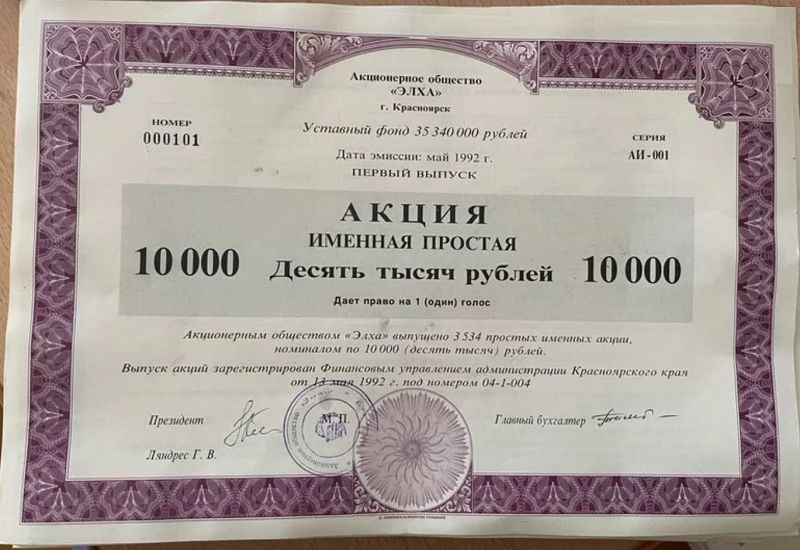 Акционерное общество
«ЭЛХА»
г. Красноярск
НОМЕР
000101
Уставный фонд 35 340 000 рублей
СЕРИЯ
АИ-001
Дата эмиссии: май 1992 г.
ПЕРВЫЙ ВЫПУСК
АКЦИЯ
ИМЕННАЯ ПРОСТАЯ
10 000
Десять тысяч рублей
10 000
Дает право на 1 (один) голос
Акционерным обществом «Элха» выпущено 3 534 простых именных акции,
номиналом по 10 000 (десять тысяч) рублей.
Выпуск акций зарегистрирован Финансовым управлением администрации Красноярского края
от 13 мая 1992 г. под номером 04-1-004
Президент
М. П.
Главный бухгалтер
Ляндрес Г. В.